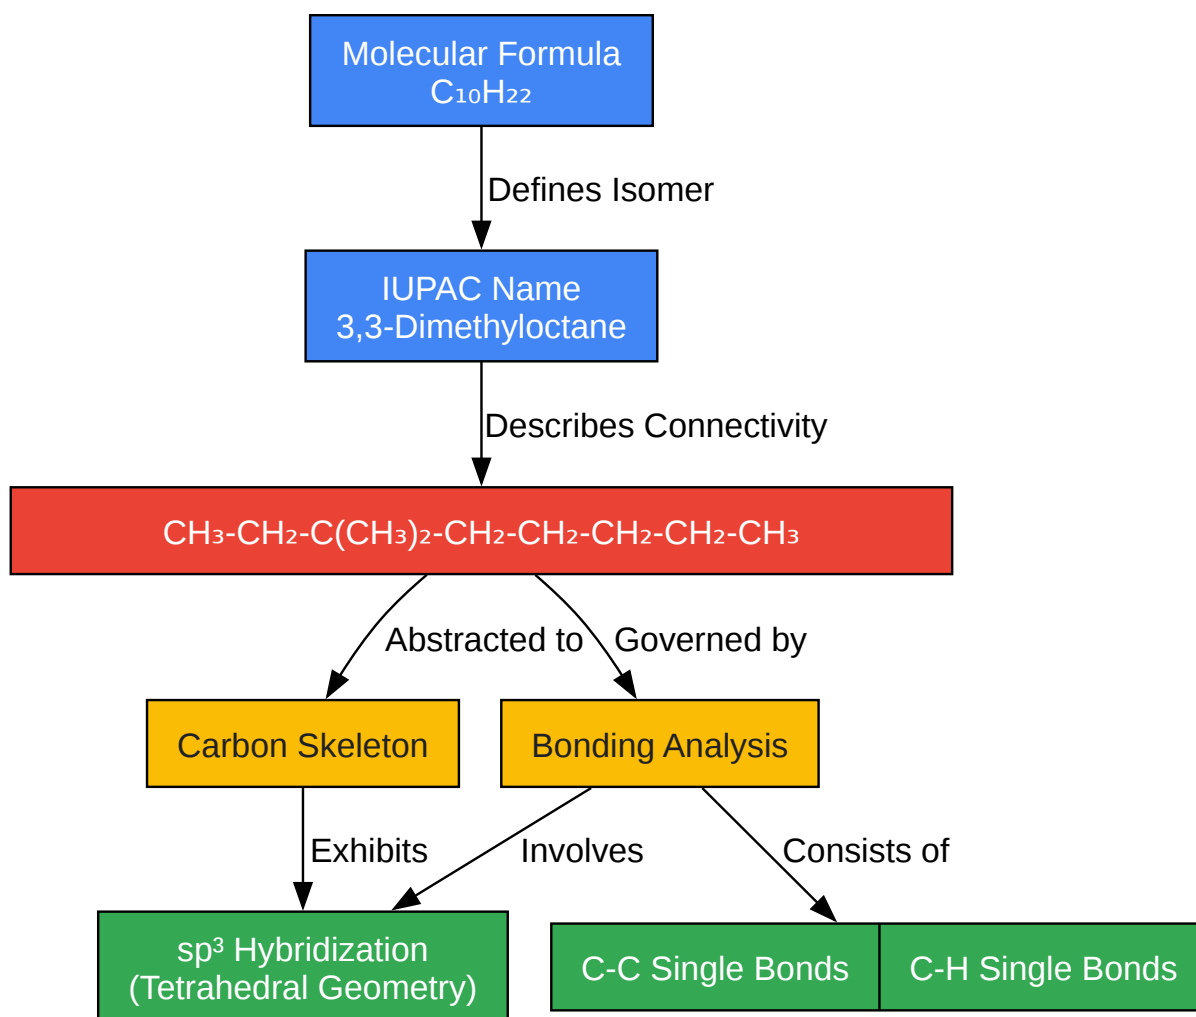 Molecular Formula
C₁₀H₂₂
Defines Isomer
IUPAC Name
3,3-Dimethyloctane
Describes Connectivity
CH₃-CH₂-C(CH₃)₂-CH₂-CH₂-CH₂-CH₂-CH₃
Abstracted to
Governed by
Carbon Skeleton
Bonding Analysis
Exhibits
Involves
Consists of
sp³ Hybridization
(Tetrahedral Geometry)
C-C Single Bonds
C-H Single Bonds